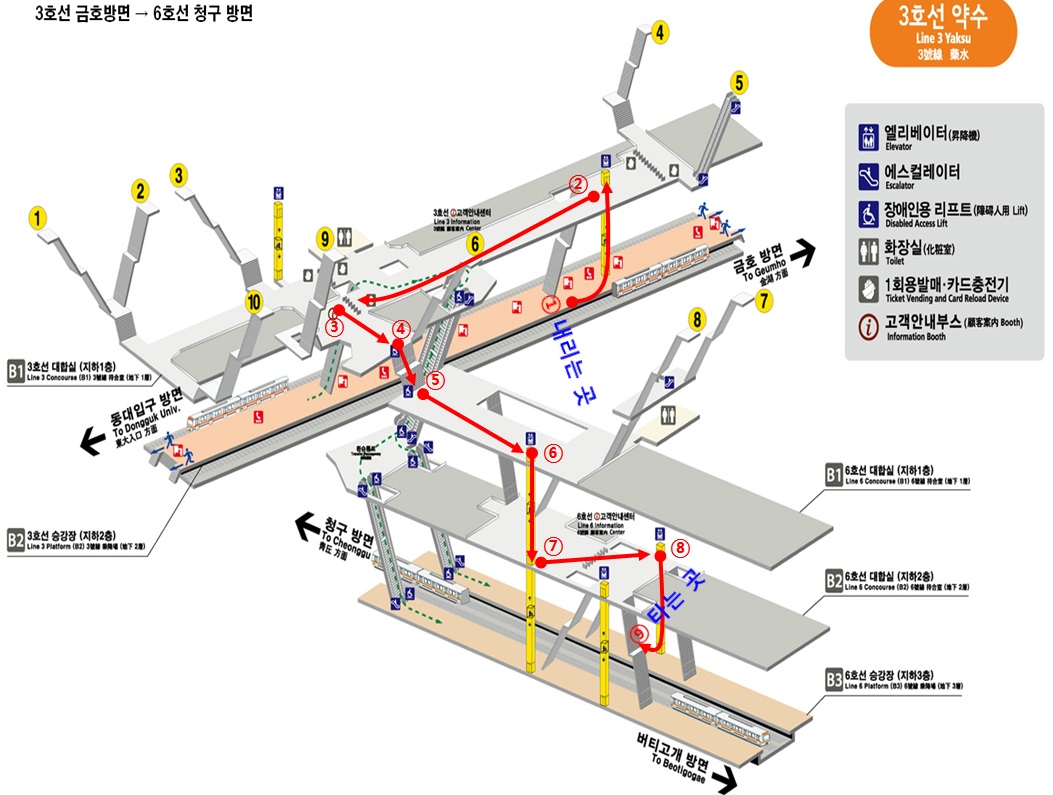 3호선 금호방면 → 6호선 청구 방면
3호선 약수
Line 3 Yaksu
3號線 藥水
엘리베이터(昇降機)
Elevator
에스컬레이터
Escalator
장애인용 리프트(障碍人用 Lift)
Disabled Access Lift
화장실(化粧室)
Toilet
1회용발매·카드충전기
Ticket Vending and Card Reload Device
고객안내부스(顧客案内 Booth)
Information Booth
4
5
3
2
1
9
6
10
8
7
②
3호선 ⓘ고객안내센터
Line 3 Information
3號線 顧客案內 Center
①
내리는 곳
③
④
⑤
⑥
⑦
⑧
⑨
타는 곳
금호 방면
To Geumho
金湖 方面
B1 3호선 대합실 (지하1층)
Line 3 Concourse (B1) 3號線 待合室 (地下 1層)
동대입구 방면
To Dongguk Univ.
東大入口 方面
B2 3호선 승강장 (지하2층)
Line 3 Platform (B2) 3號線 乘降場 (地下 2層)
6호선 ⓘ고객안내센터
Line 6 Information
6號線 顧客案內 Center
청구 방면
To Cheonggu
靑丘 方面
B1 6호선 대합실 (지하1층)
Line 6 Concourse (B1) 6號線 待合室 (地下 1層)
B2 6호선 대합실 (지하2층)
Line 6 Concourse (B2) 6號線 待合室 (地下 2層)
B3 6호선 승강장 (지하3층)
Line 6 Platform (B3) 6號線 乘降場 (地下 3層)
버티고개 방면
To Beotigogae